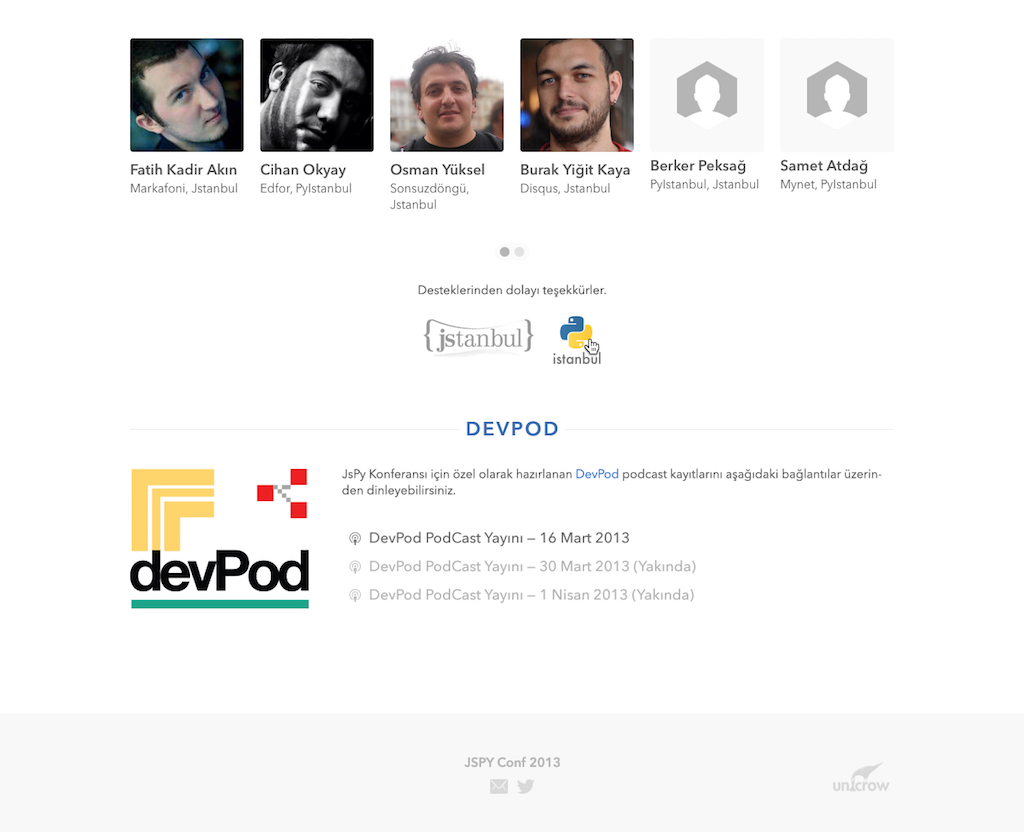 Fatih Kadir Akın
Markafoni, Jstanbul
Cihan Okyay
Edfor, PyIstanbul
Osman Yüksel
Sonsuzdöngü,
Jstanbul
Burak Yiğit Kaya
Disqus, Jstanbul
Berker Peksağ
PyIstanbul, Jstanbul
Samet Atdağ
Mynet, PyIstanbul
Desteklerinden dolayı teşekkürler.
{jstanbul}
istanbul
DEVPOD
devPod
JsPy Konferansı için özel olarak hazırlanan DevPod podcast kayıtlarını aşağıdaki bağlantılar üzerin-
den dinleyebilirsiniz.
DevPod PodCast Yayını – 16 Mart 2013
DevPod PodCast Yayını – 30 Mart 2013 (Yakında)
DevPod PodCast Yayını – 1 Nisan 2013 (Yakında)
JSPY Conf 2013
unicrow